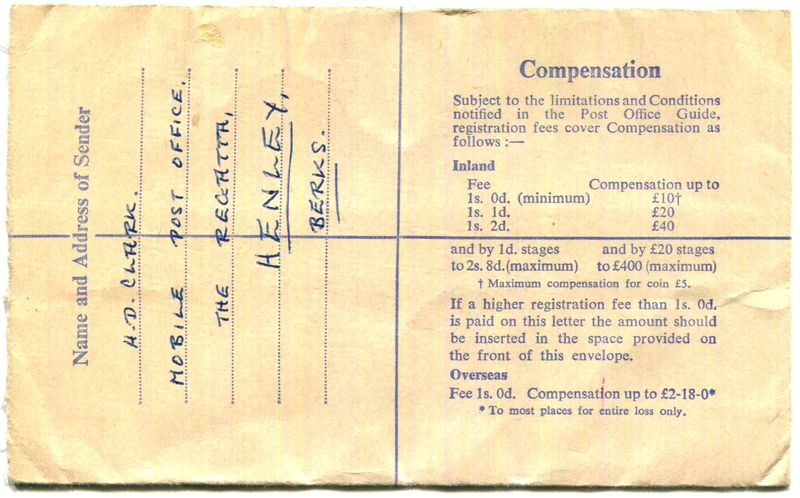 Name and Address of Sender
H.D. CLARK.
MOBILE POST OFFICE.
THE REGATTA,
HENLEY,
BERKS.
Compensation
Subject to the limitations and Conditions
notified in the Post Office Guide,
registration fees cover Compensation as
follows :—
Inland
Fee Compensation up to
1s. 0d. (minimum) £10†
1s. 1d. £20
1s. 2d. £40
and by 1d. stages and by £20 stages
to 2s. 8d. (maximum) to £400 (maximum)
† Maximum compensation for coin £5.
If a higher registration fee than 1s. 0d.
is paid on this letter the amount should
be inserted in the space provided on
the front of this envelope.
Overseas
Fee 1s. 0d. Compensation up to £2-18-0*
* To most places for entire loss only.